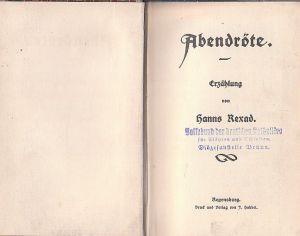 Abendröte.
Erzählung
von
Hanns Rexad.
Volksbund der deutschen Katholiken
Diözesanstelle Brünn.
Regensburg.
Druck und Verlag von J. Habbel.